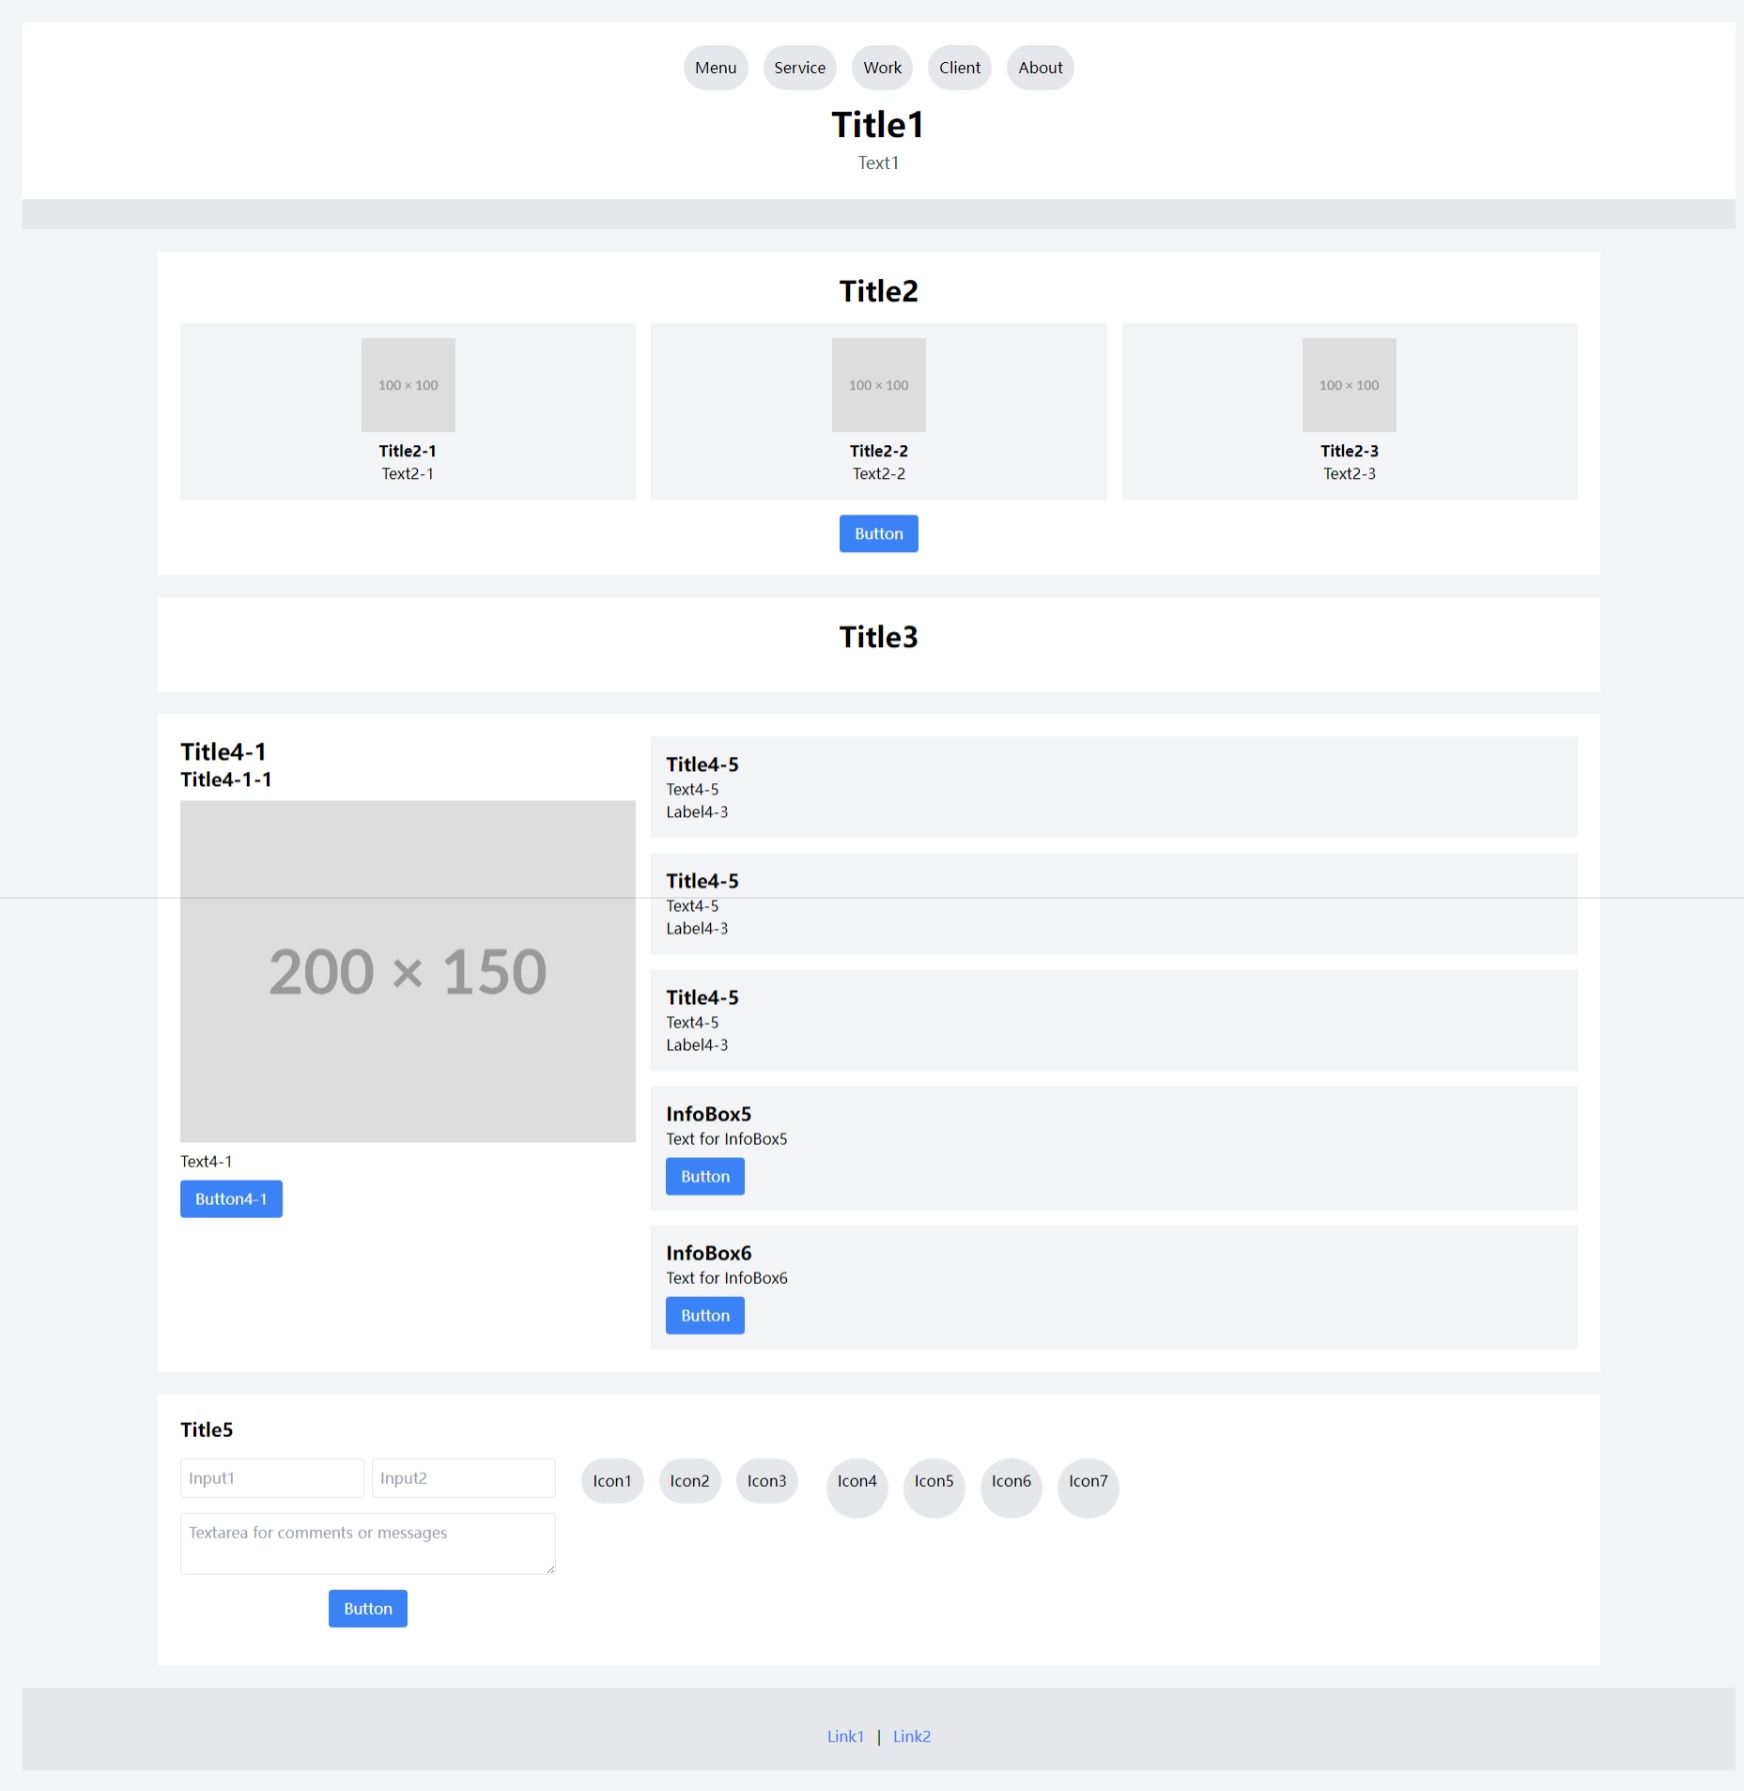 Menu Service Work Client About
Title1
Text1
Title2
100 × 100 100 × 100 100 × 100
Title2-1 Title2-2 Title2-3
Text2-1 Text2-2 Text2-3
Button
Title3
Title4-1
Title4-1-1
200 × 150
Text4-1
Button4-1
Title4-5
Text4-5
Label4-3
Title4-5
Text4-5
Label4-3
Title4-5
Text4-5
Label4-3
InfoBox5
Text for InfoBox5
Button
InfoBox6
Text for InfoBox6
Button
Title5
Input1 Input2
Textarea for comments or messages
Button
Icon1 Icon2 Icon3 Icon4 Icon5 Icon6 Icon7
Link1 | Link2